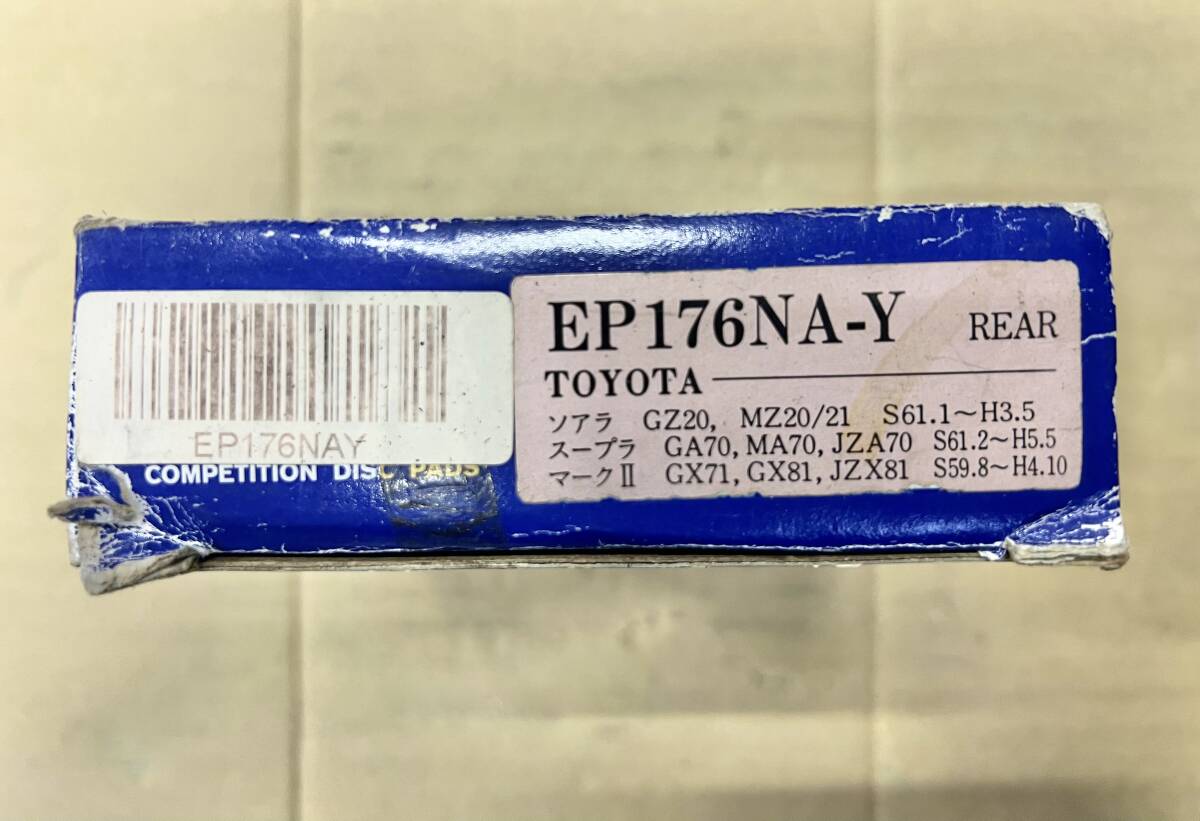 EP176NAY
COMPETITION DISC PADS
EP176NA-Y REAR
TOYOTA
ソアラ GZ20, MZ20/21 S61.1～H3.5
スープラ GA70, MA70, JZA70 S61.2～H5.5
マークⅡ GX71, GX81, JZX81 S59.8～H4.10